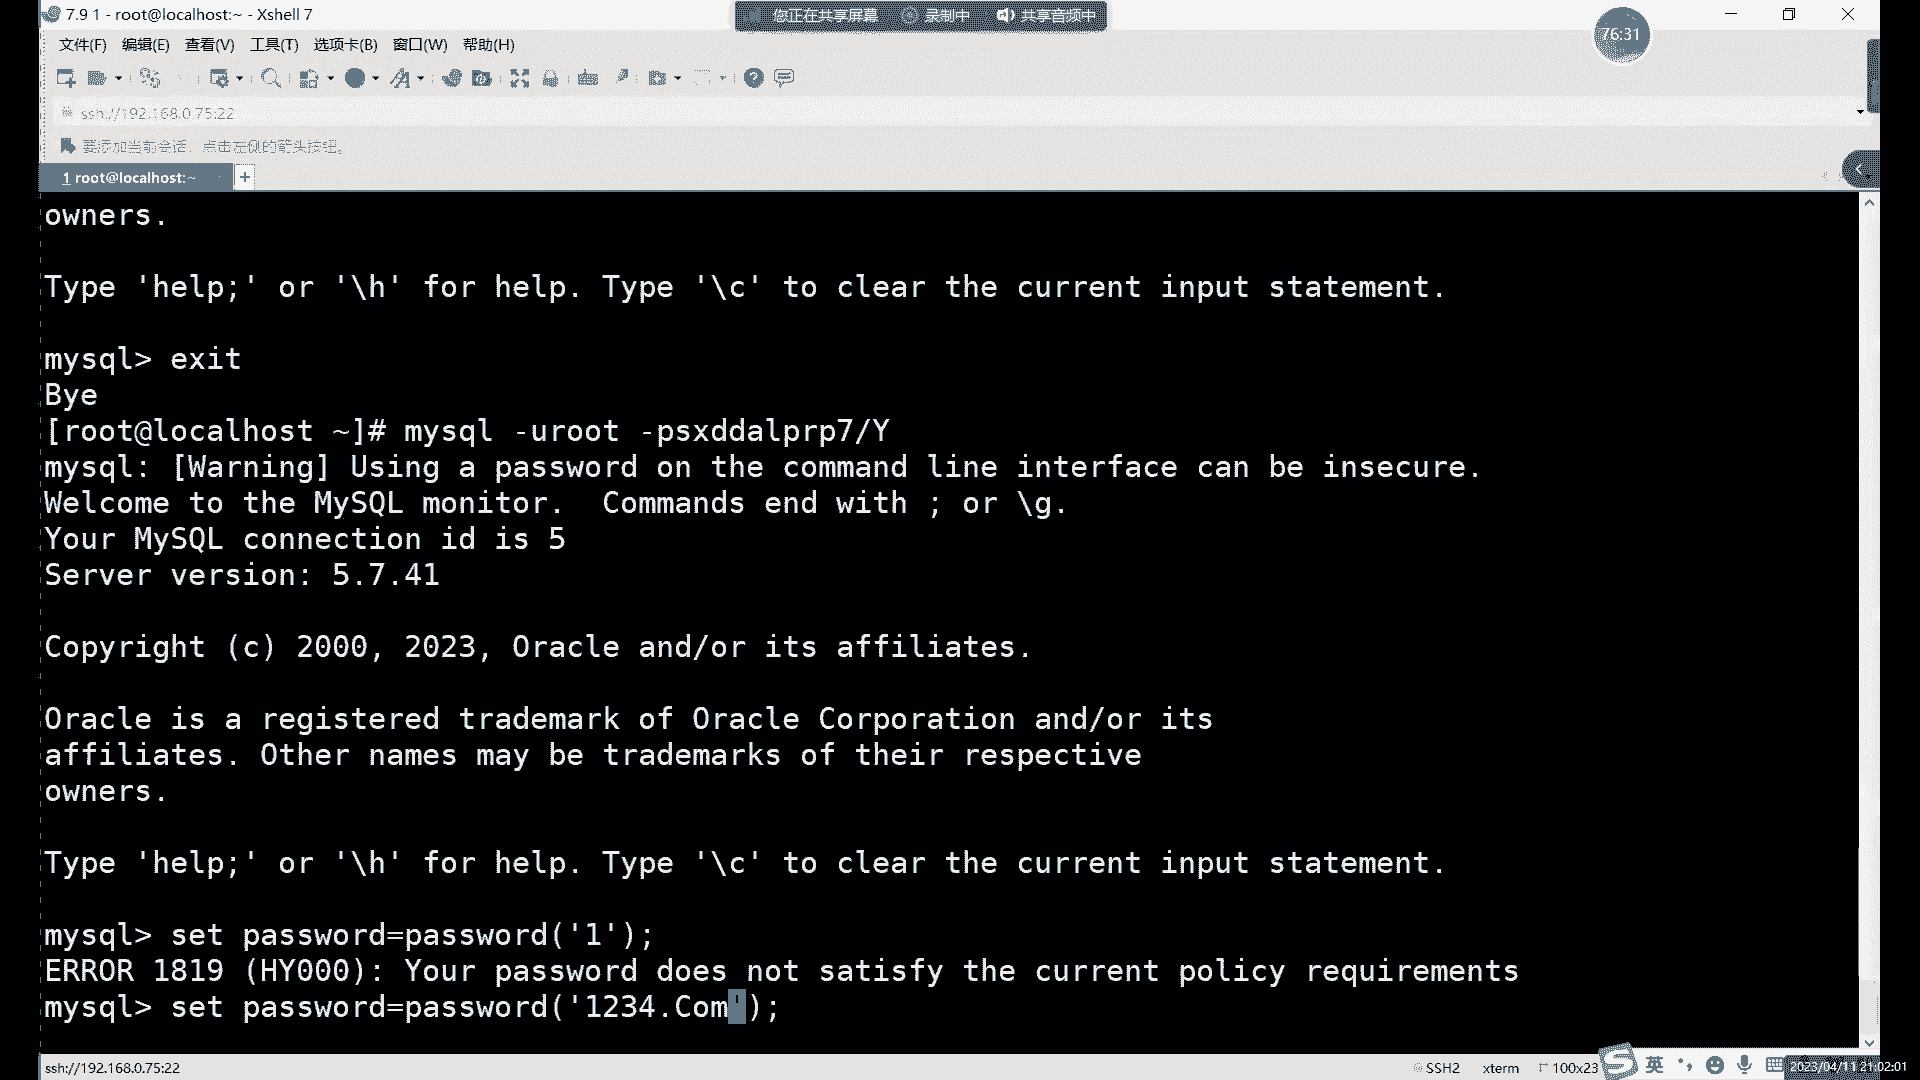 7.9 1 - root@localhost:~ - Xshell 7
您正在共享屏幕 录制中 共享音频中
76:31
文件(F) 编辑(E) 查看(V) 工具(T) 选项卡(B) 窗口(W) 帮助(H)
ssh://192.168.0.75:22
要添加当前会话，点击左侧的箭头按钮。
1 root@localhost:~
owners.
Type 'help;' or '\h' for help. Type '\c' to clear the current input statement.
mysql> exit
Bye
[root@localhost ~]# mysql -uroot -psxddalprp7/Y
mysql: [Warning] Using a password on the command line interface can be insecure.
Welcome to the MySQL monitor.  Commands end with ; or \g.
Your MySQL connection id is 5
Server version: 5.7.41
Copyright (c) 2000, 2023, Oracle and/or its affiliates.
Oracle is a registered trademark of Oracle Corporation and/or its
affiliates. Other names may be trademarks of their respective
owners.
Type 'help;' or '\h' for help. Type '\c' to clear the current input statement.
mysql> set password=password('1');
ERROR 1819 (HY000): Your password does not satisfy the current policy requirements
mysql> set password=password('1234.Com');
ssh://192.168.0.75:22 SSH2 xterm 100x23 英 2023/04/11 21:02:01